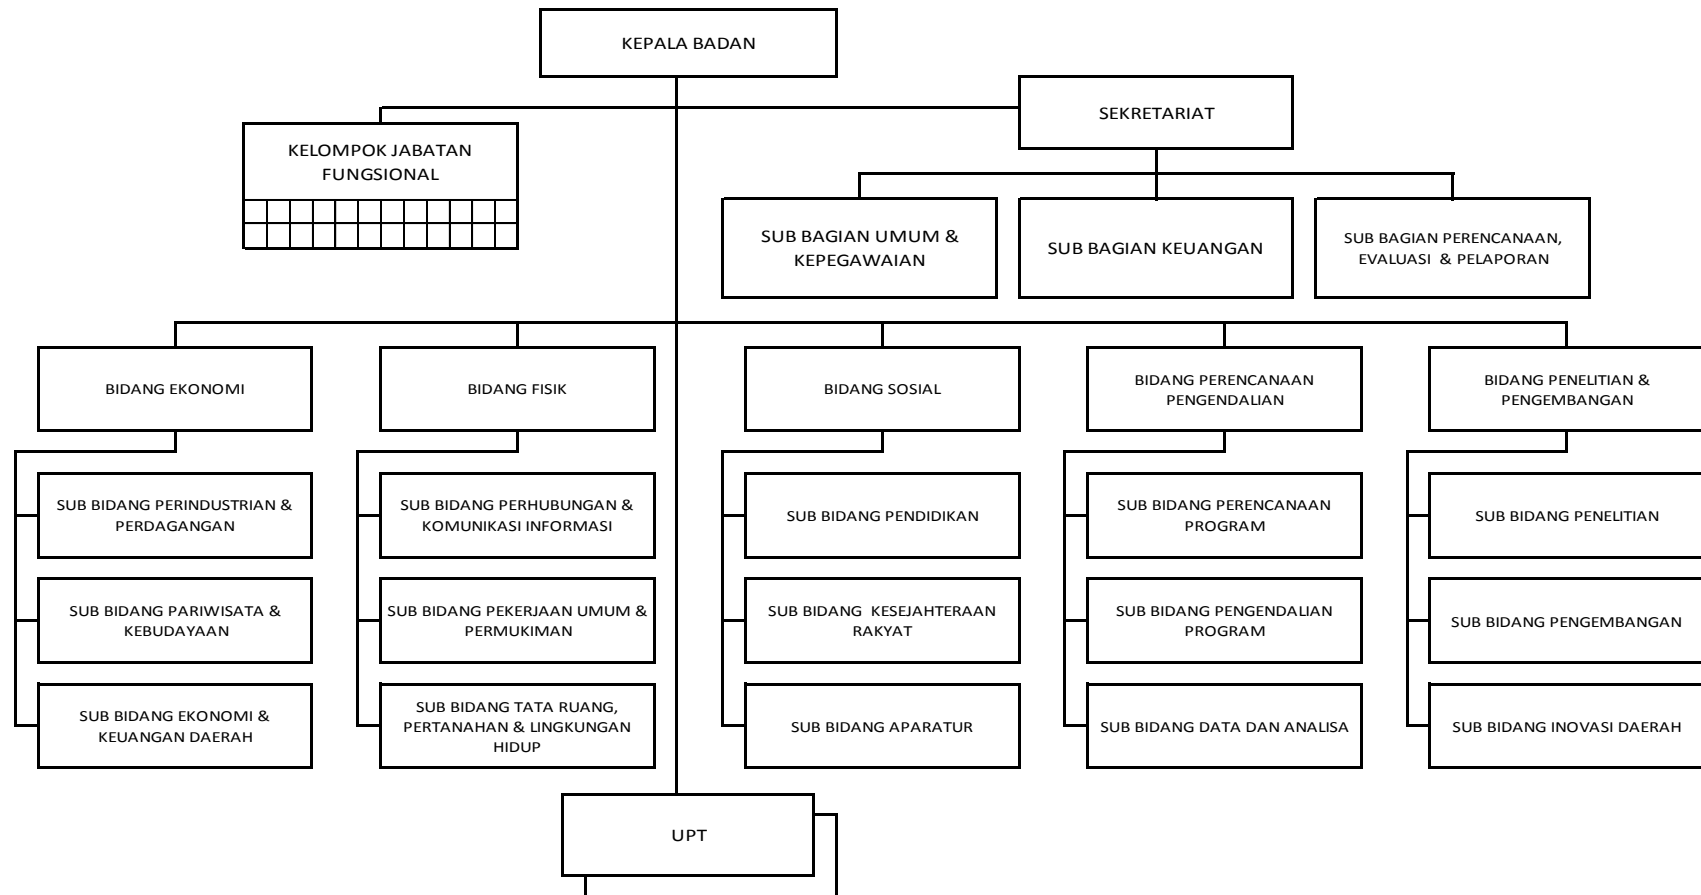 KEPALA BADAN
SEKRETARIAT
KELOMPOK JABATAN
FUNGSIONAL
SUB BAGIAN UMUM &
KEPEGAWAIAN
SUB BAGIAN KEUANGAN
SUB BAGIAN PERENCANAAN,
EVALUASI & PELAPORAN
BIDANG EKONOMI
BIDANG FISIK
BIDANG SOSIAL
BIDANG PERENCANAAN
PENGENDALIAN
BIDANG PENELITIAN &
PENGEMBANGAN
SUB BIDANG PERINDUSTRIAN &
PERDAGANGAN
SUB BIDANG PERHUBUNGAN &
KOMUNIKASI INFORMASI
SUB BIDANG PENDIDIKAN
SUB BIDANG PERENCANAAN
PROGRAM
SUB BIDANG PENELITIAN
SUB BIDANG PARIWISATA &
KEBUDAYAAN
SUB BIDANG PEKERJAAN UMUM &
PERMUKIMAN
SUB BIDANG KESEJAHTERAAN
RAKYAT
SUB BIDANG PENGENDALIAN
PROGRAM
SUB BIDANG PENGEMBANGAN
SUB BIDANG EKONOMI &
KEUANGAN DAERAH
SUB BIDANG TATA RUANG,
PERTANAHAN & LINGKUNGAN
HIDUP
SUB BIDANG APARATUR
SUB BIDANG DATA DAN ANALISA
SUB BIDANG INOVASI DAERAH
UPT